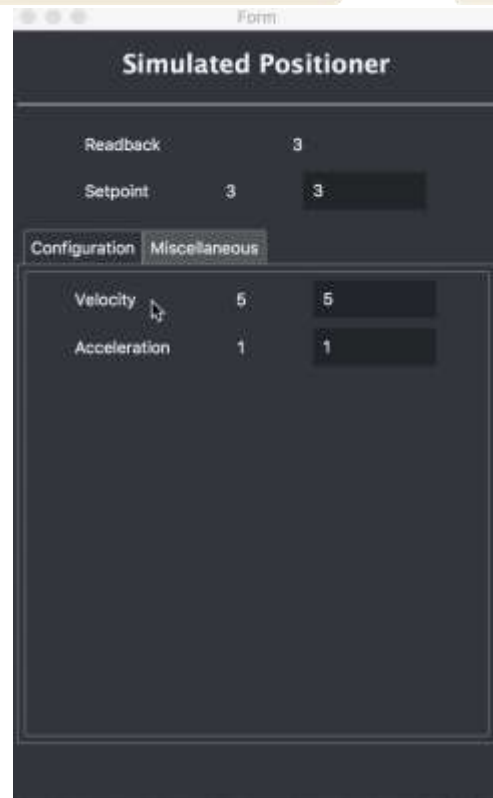 Form
Simulated Positioner
Readback 3
Setpoint 3 3
Configuration Miscellaneous
Velocity 5 5
Acceleration 1 1